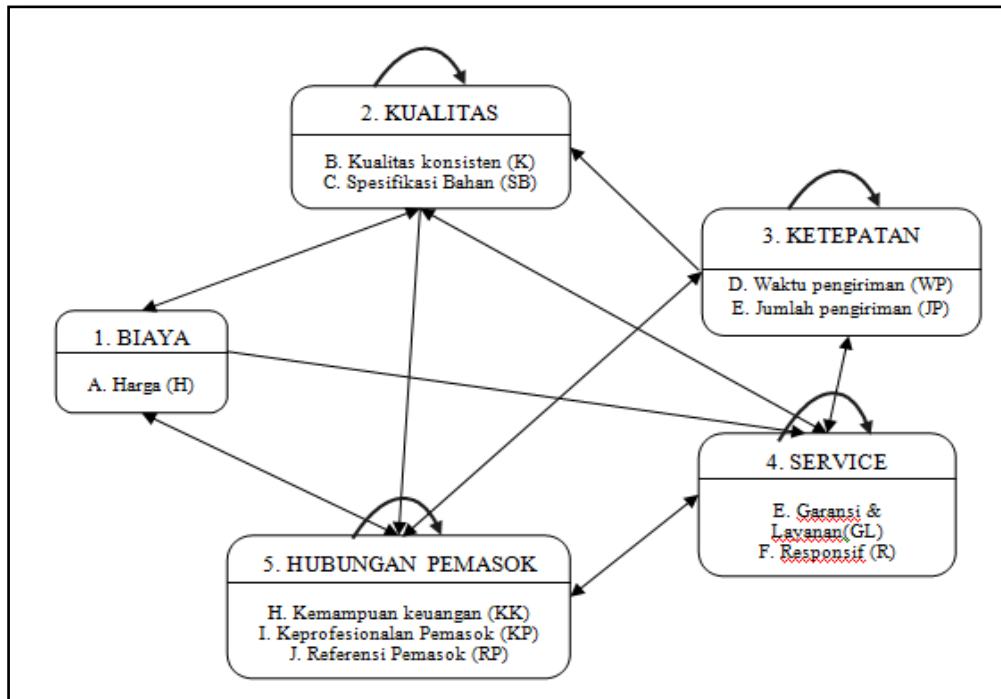 2. KUALITAS
B. Kualitas konsisten (K)
C. Spesifikasi Bahan (SB)
3. KETEPATAN
D. Waktu pengiriman (WP)
E. Jumlah pengiriman (JP)
1. BIAYA
A. Harga (H)
4. SERVICE
E. Garansi &
Layanan(GL)
F. Responsif (R)
5. HUBUNGAN PEMASOK
H. Kemampuan keuangan (KK)
I. Keprofesionalan Pemasok (KP)
J. Referensi Pemasok (RP)